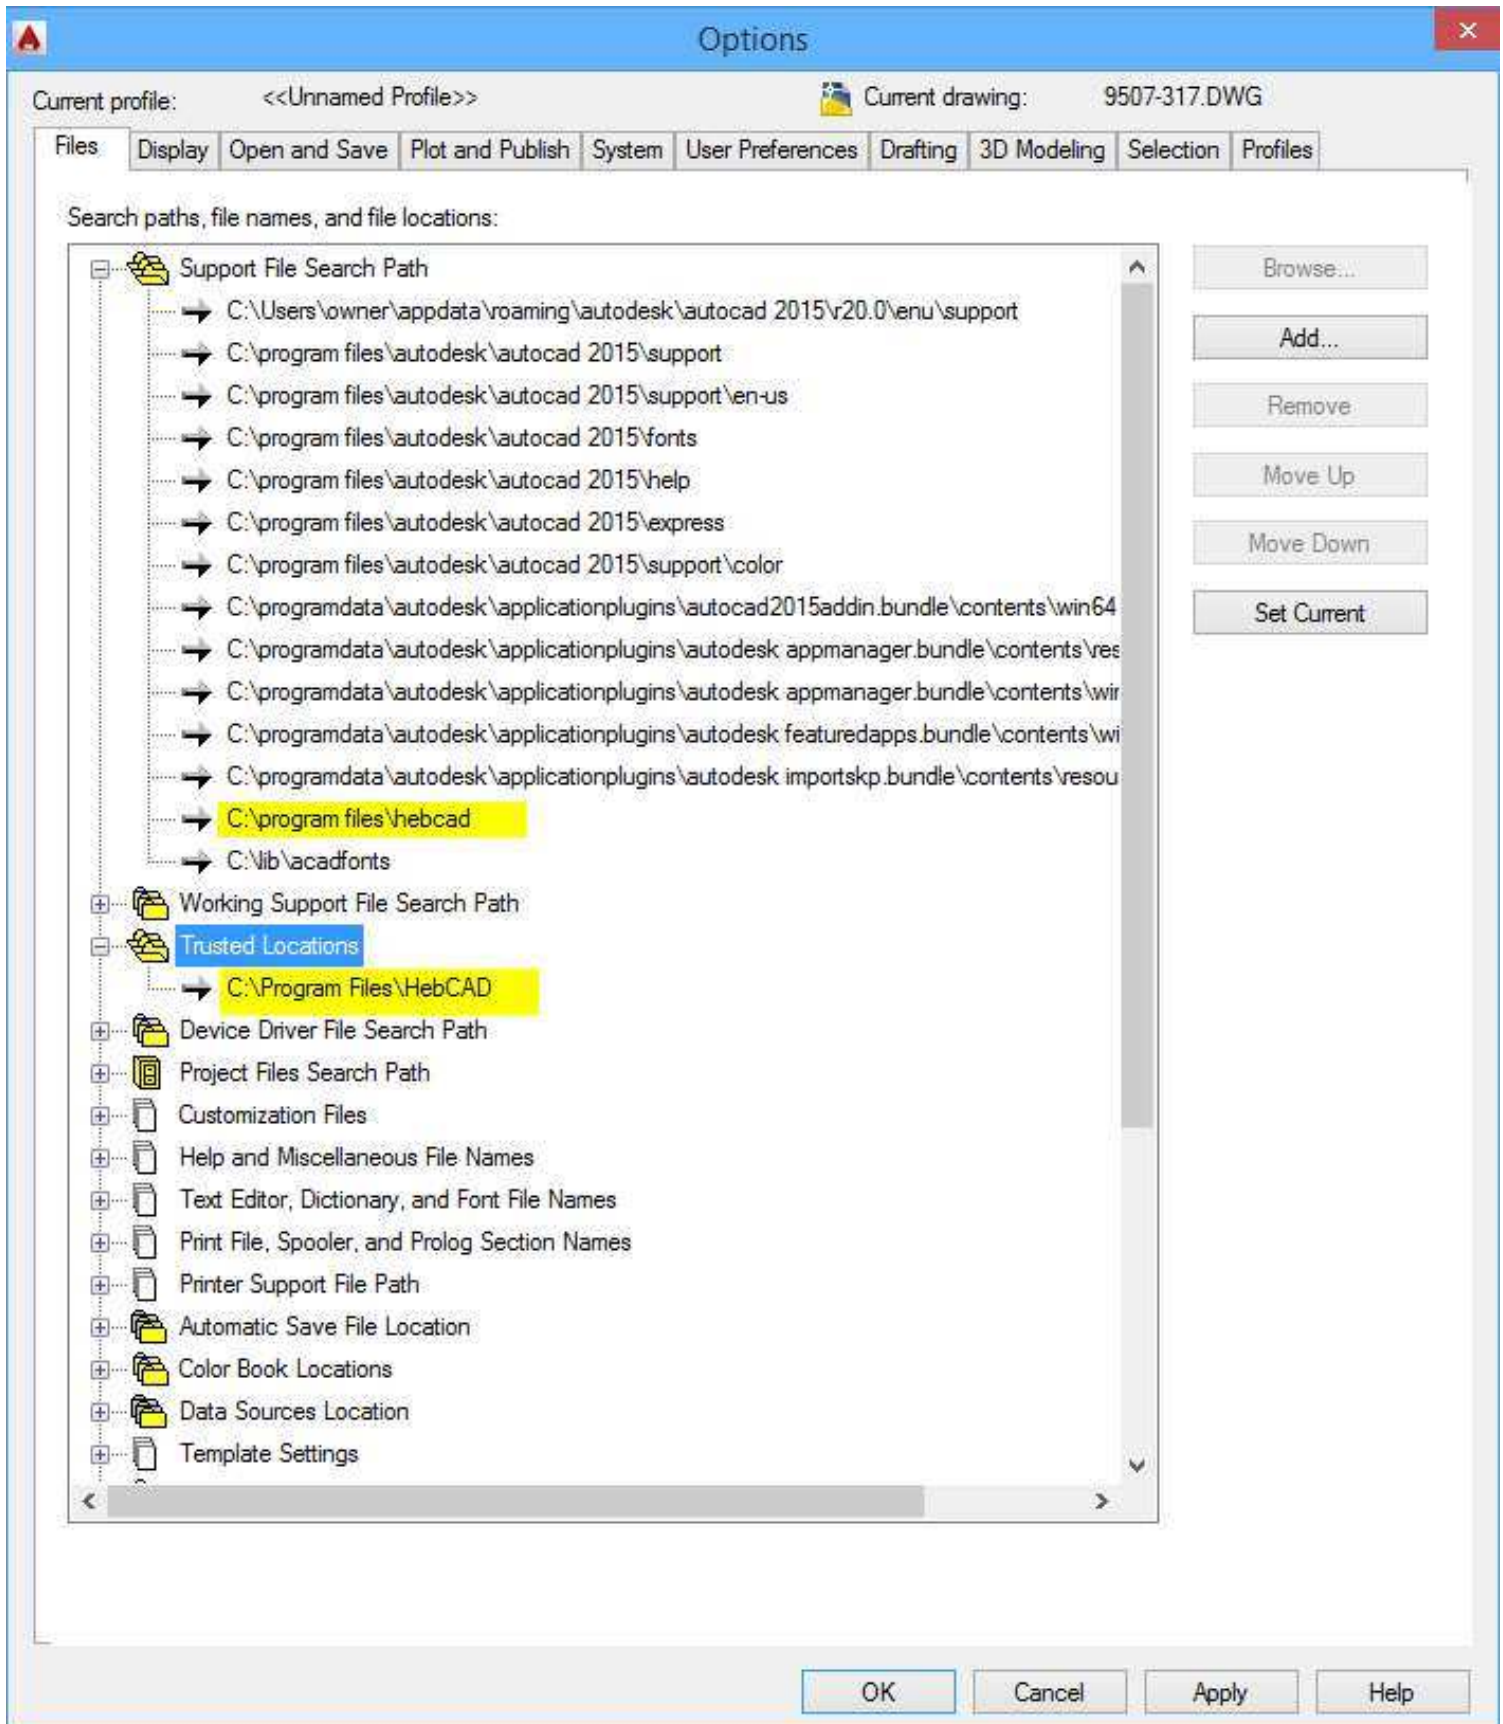 Options
Current profile: <<Unnamed Profile>> Current drawing: 9507-317.DWG
Files Display Open and Save Plot and Publish System User Preferences Drafting 3D Modeling Selection Profiles
Search paths, file names, and file locations:
Support File Search Path
Browse...
C:\Users\owner\appdata\roaming\autodesk\autocad 2015\r20.0\enu\support
Add...
C:\program files\autodesk\autocad 2015\support
C:\program files\autodesk\autocad 2015\support\en-us
Remove
C:\program files\autodesk\autocad 2015\fonts
C:\program files\autodesk\autocad 2015\help
Move Up
C:\program files\autodesk\autocad 2015\express
Move Down
C:\program files\autodesk\autocad 2015\support\color
C:\programdata\autodesk\applicationplugins\autocad2015addin.bundle\contents\win64
Set Current
C:\programdata\autodesk\applicationplugins\autodesk appmanager.bundle\contents\res
C:\programdata\autodesk\applicationplugins\autodesk appmanager.bundle\contents\wir
C:\programdata\autodesk\applicationplugins\autodesk featuredapps.bundle\contents\wi
C:\programdata\autodesk\applicationplugins\autodesk importskp.bundle\contents\resou
C:\program files\hebcad
C:\lib\acadfonts
Working Support File Search Path
Trusted Locations
C:\Program Files\HebCAD
Device Driver File Search Path
Project Files Search Path
Customization Files
Help and Miscellaneous File Names
Text Editor, Dictionary, and Font File Names
Print File, Spooler, and Prolog Section Names
Printer Support File Path
Automatic Save File Location
Color Book Locations
Data Sources Location
Template Settings
OK Cancel Apply Help